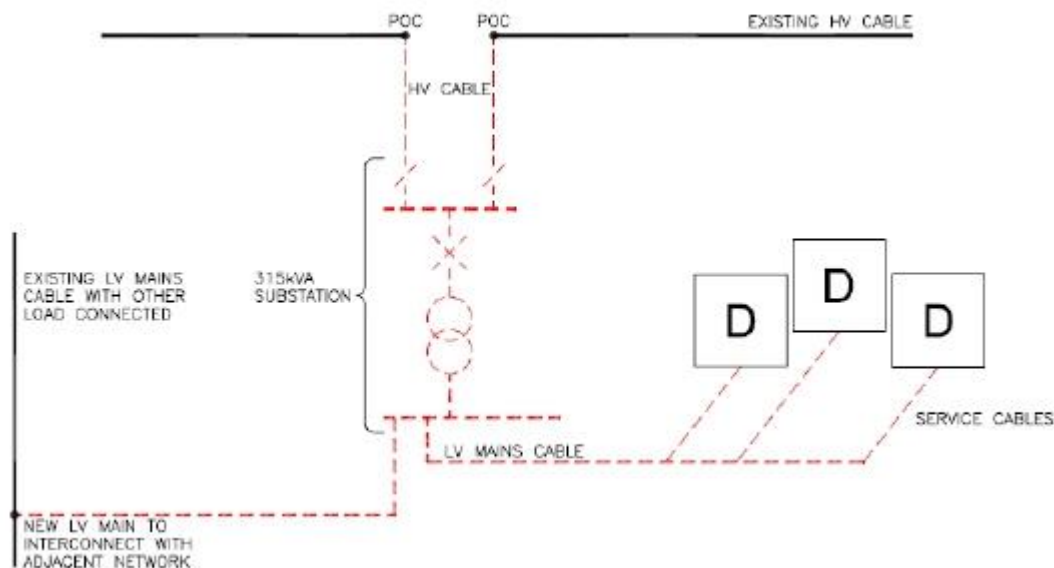 POC
POC
EXISTING HV CABLE
HV CABLE
EXISTING LV MAINS
CABLE WITH OTHER
LOAD CONNECTED
315kVA
SUBSTATION
D
D
D
SERVICE CABLES
LV MAINS CABLE
NEW LV MAIN TO
INTERCONNECT WITH
ADJACENT NETWORK